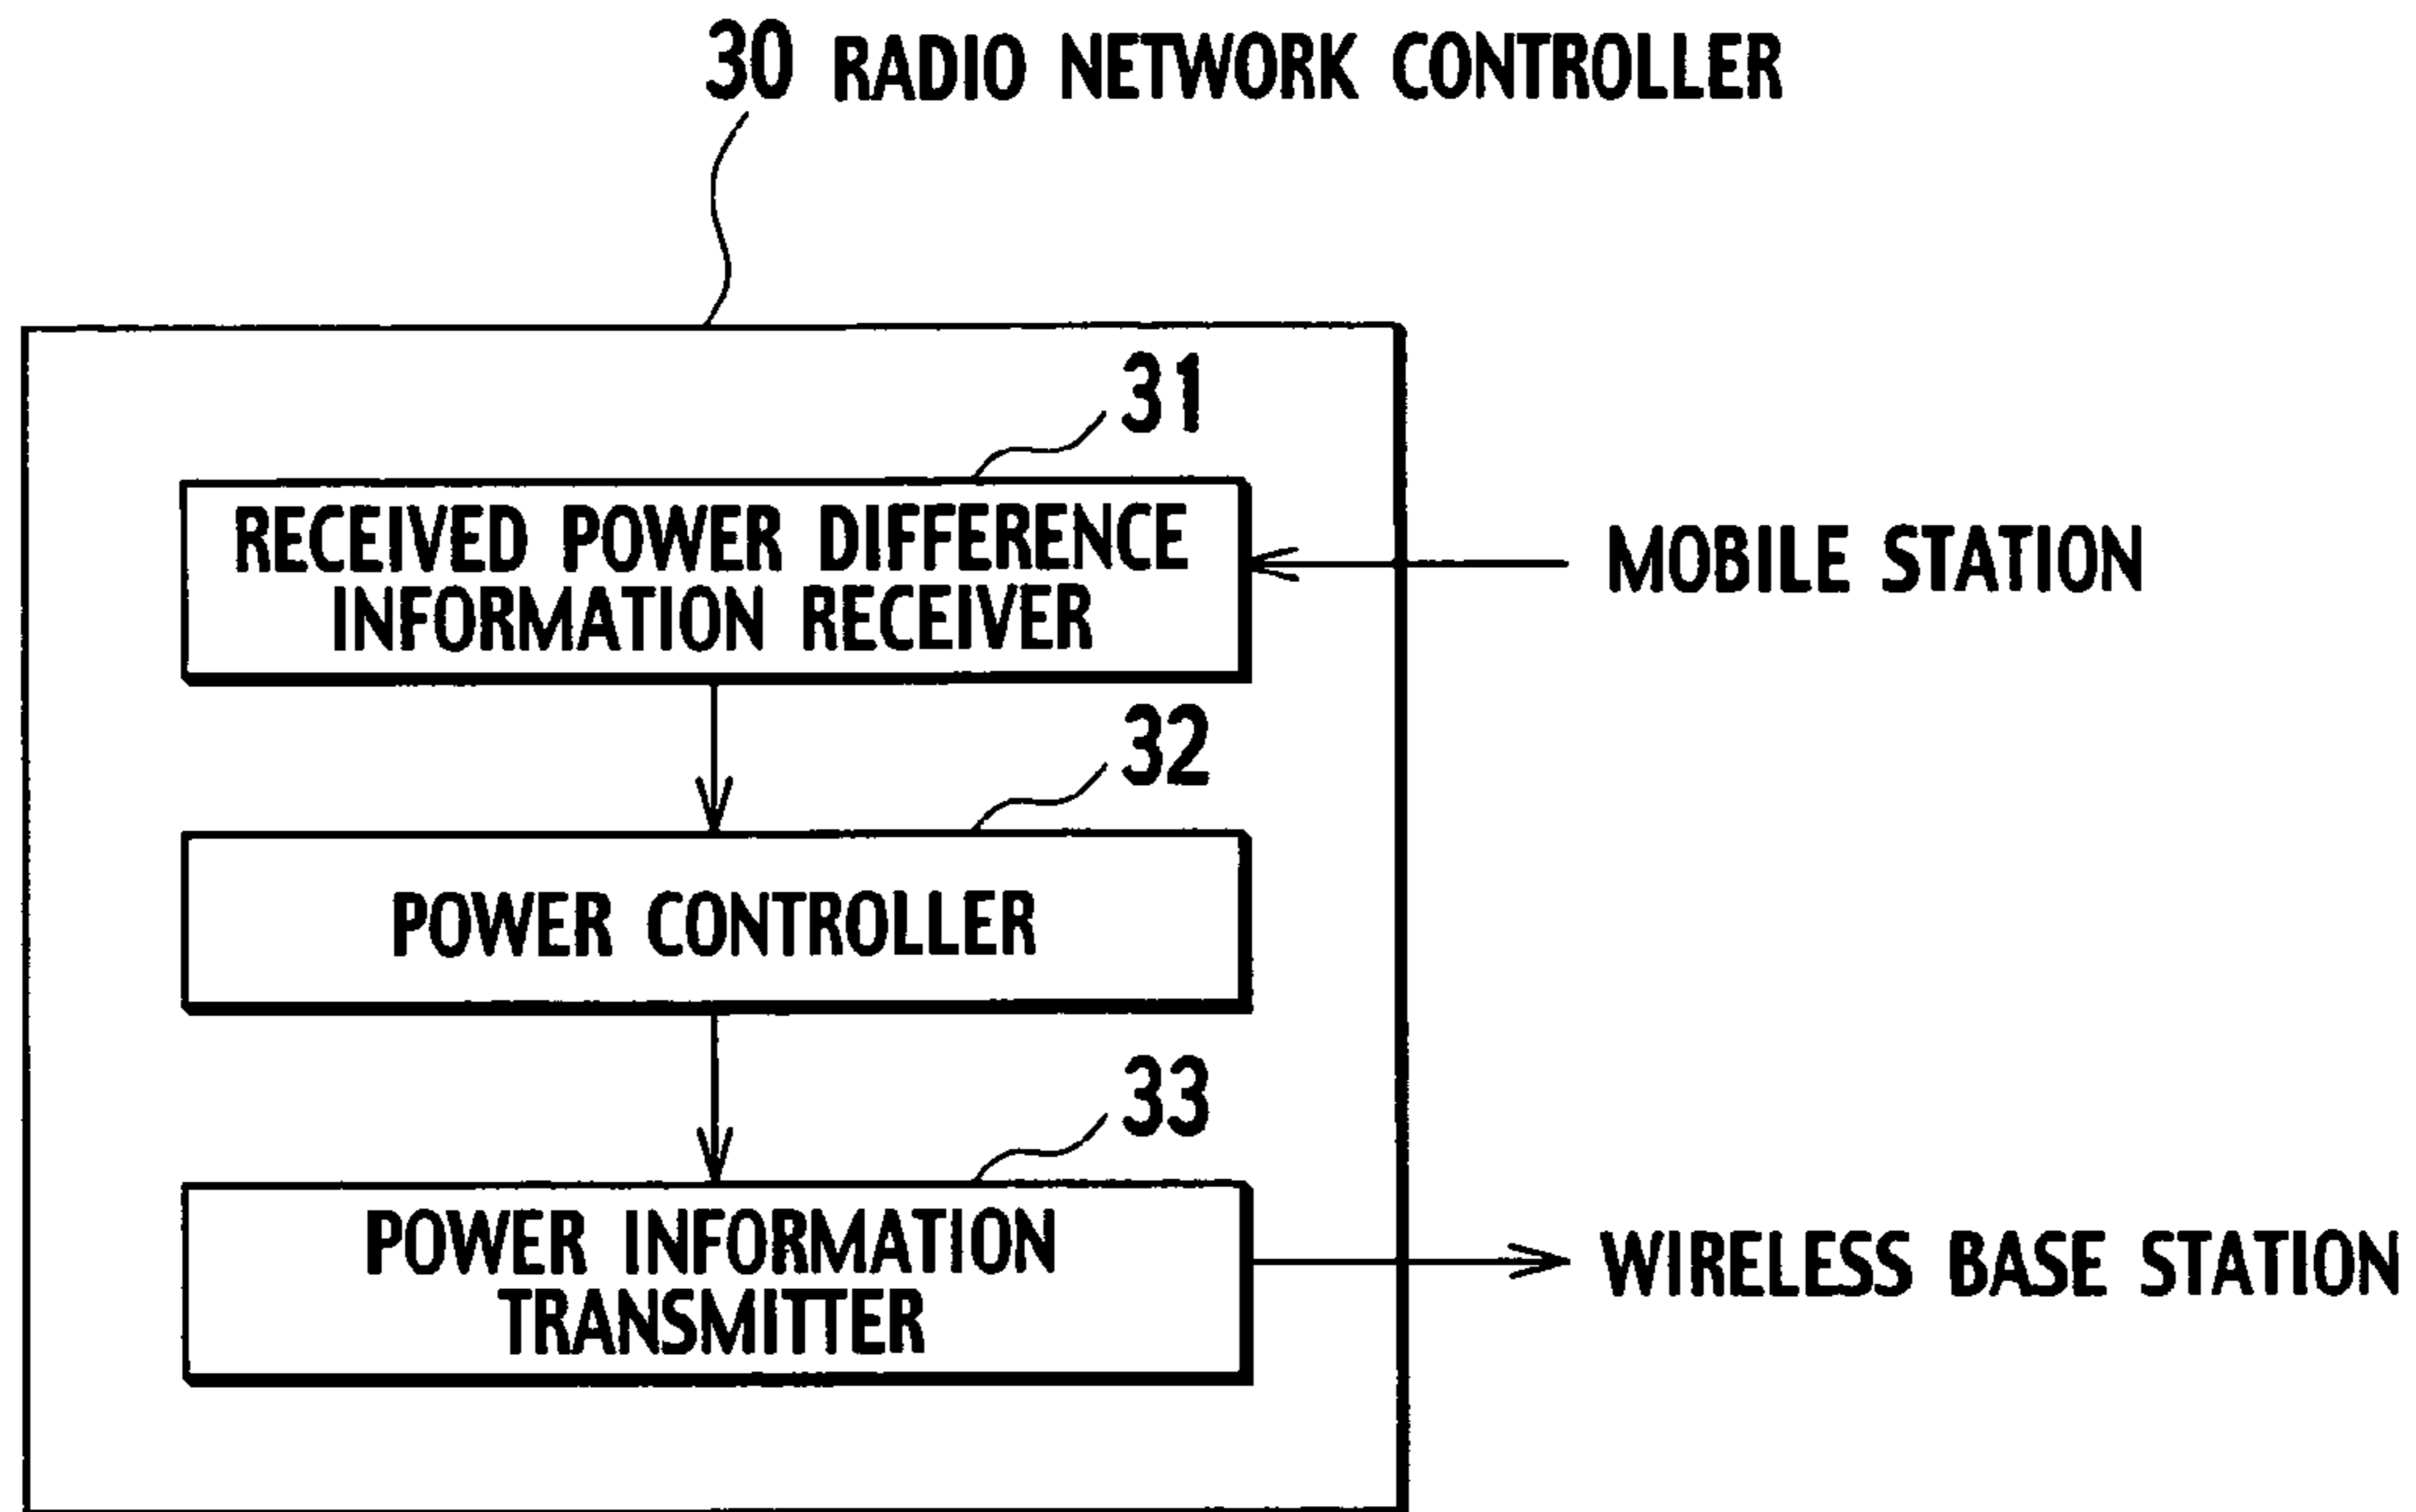 30 RADIO NETWORK CONTROLLER
31
RECEIVED POWER DIFFERENCE
INFORMATION RECEIVER
MOBILE STATION
32
POWER CONTROLLER
33
POWER INFORMATION
TRANSMITTER
WIRELESS BASE STATION